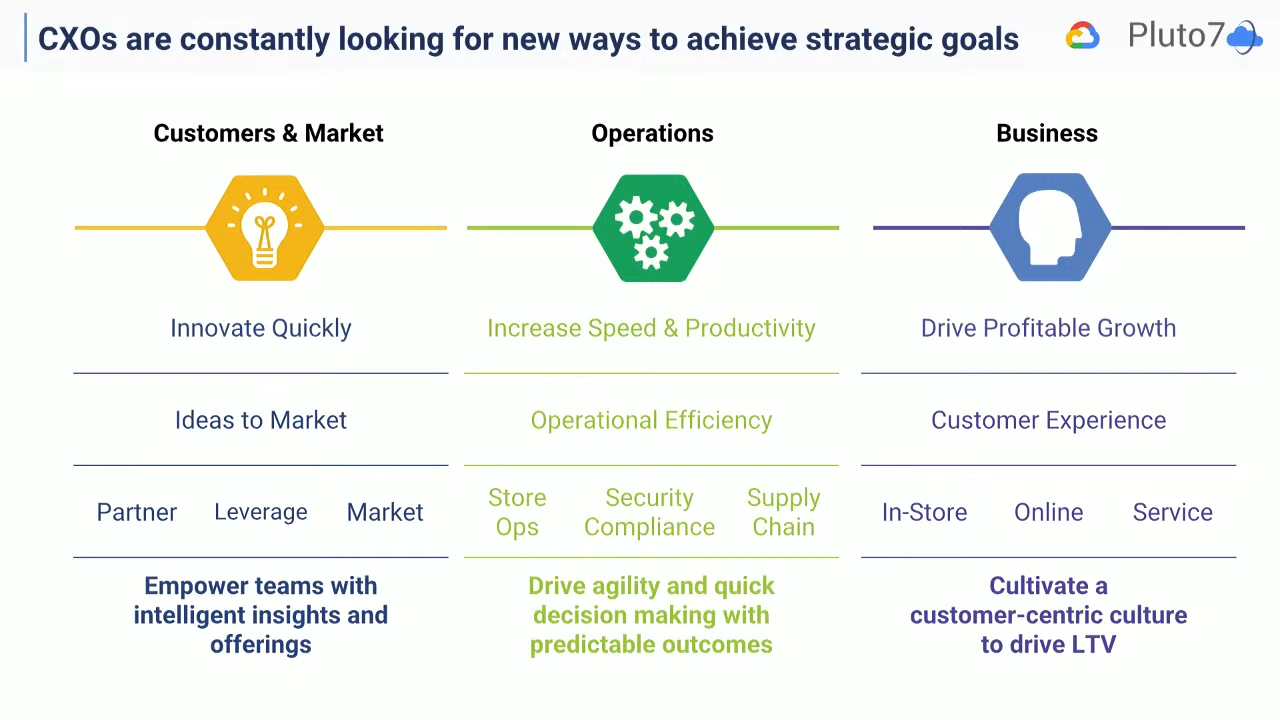 CXOs are constantly looking for new ways to achieve strategic goals
Pluto7
Customers & Market
Operations
Business
Innovate Quickly
Increase Speed & Productivity
Drive Profitable Growth
Ideas to Market
Operational Efficiency
Customer Experience
Partner
Leverage
Market
Store
Ops
Security
Compliance
Supply
Chain
In-Store
Online
Service
Empower teams with
intelligent insights and
offerings
Drive agility and quick
decision making with
predictable outcomes
Cultivate a
customer-centric culture
to drive LTV